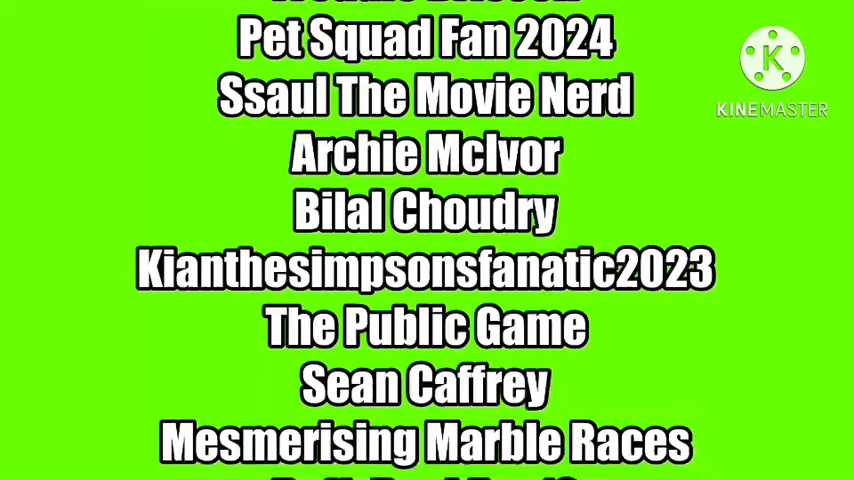 Pet Squad Fan 2024
Ssaul The Movie Nerd
Archie McIvor
Bilal Choudry
Kianthesimpsonsfanatic2023
The Public Game
Sean Caffrey
Mesmerising Marble Races
K
KINEMASTER